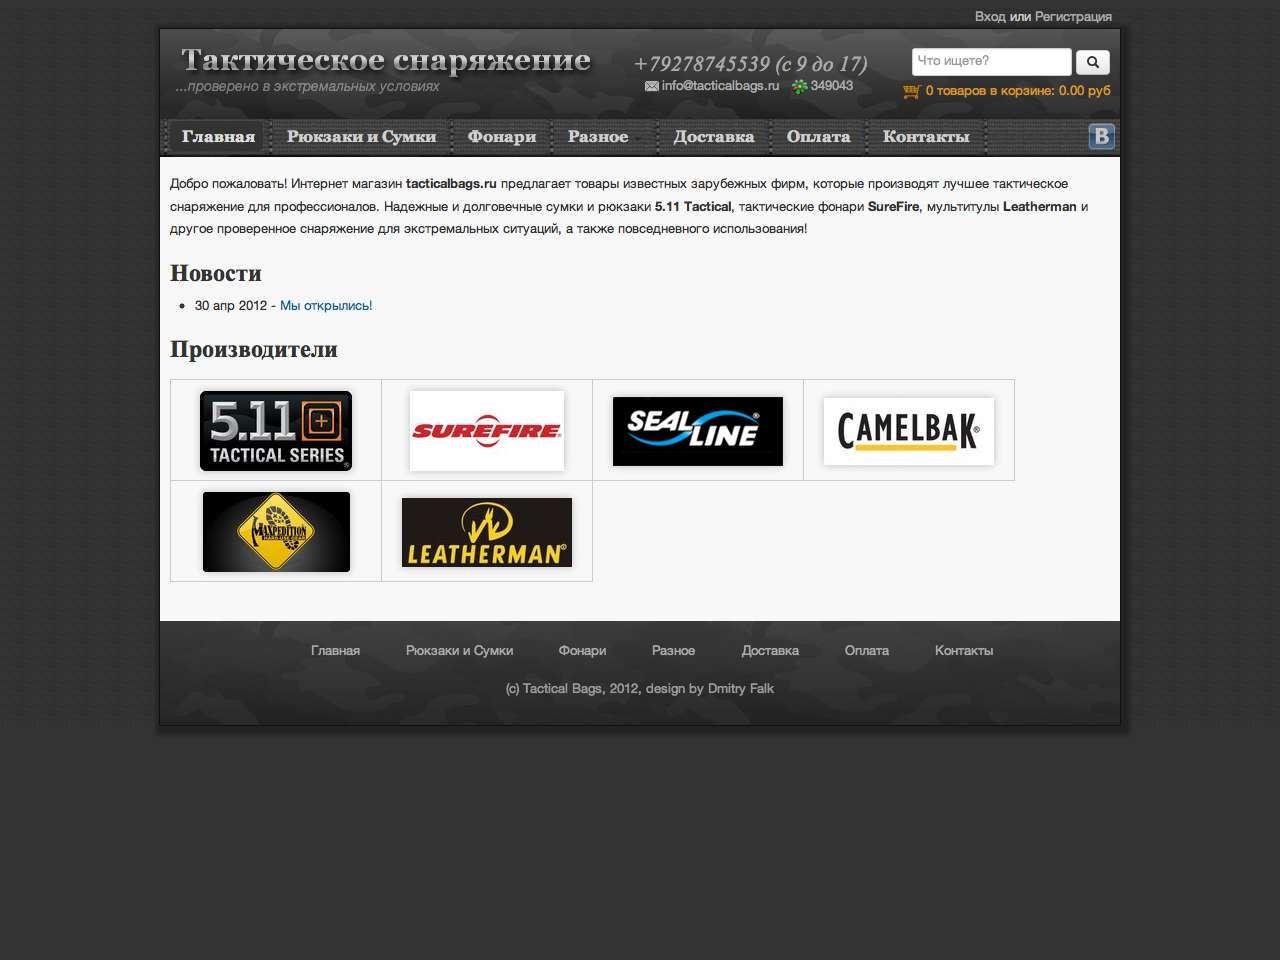 Вход или Регистрация
Тактическое снаряжение
...проверено в экстремальных условиях
+79278745539 (с 9 до 17)
info@tacticalbags.ru 349043
Что ищете?
0 товаров в корзине: 0.00 руб
Главная Рюкзаки и Сумки Фонари Разное Доставка Оплата Контакты B
Добро пожаловать! Интернет магазин tacticalbags.ru предлагает товары известных зарубежных фирм, которые производят лучшее тактическое
снаряжение для профессионалов. Надежные и долговечные сумки и рюкзаки 5.11 Tactical, тактические фонари SureFire, мультитулы Leatherman и
другое проверенное снаряжение для экстремальных ситуаций, а также повседневного использования!
Новости
30 апр 2012 - Мы открылись!
Производители
5.11
TACTICAL SERIES®
SUREFIRE
SEAL LINE®
CAMELBAK®
MAXPEDITION
LEATHERMAN®
Главная Рюкзаки и Сумки Фонари Разное Доставка Оплата Контакты
(c) Tactical Bags, 2012, design by Dmitry Falk